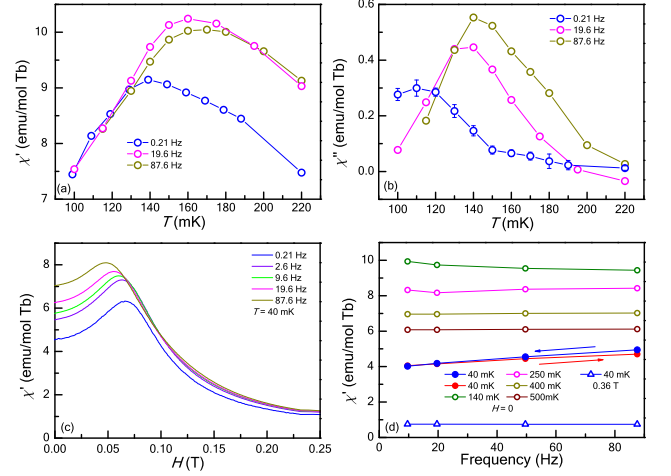 11
10
9
8
7
χ' (emu/mol Tb)
0.21 Hz
19.6 Hz
87.6 Hz
(a)
100 120 140 160 180 200 220
T (mK)
0.6
0.4
0.2
0.0
χ'' (emu/mol Tb)
0.21 Hz
19.6 Hz
87.6 Hz
(b)
100 120 140 160 180 200 220
T (mK)
8
6
4
2
0
χ' (emu/mol Tb)
0.21 Hz
2.6 Hz
9.6 Hz
19.6 Hz
87.6 Hz
T = 40 mK
(c)
0.00 0.05 0.10 0.15 0.20 0.25
H (T)
10
8
6
4
2
0
χ' (emu/mol Tb)
40 mK 250 mK 40 mK
40 mK 400 mK 0.36 T
140 mK 500mK
H = 0
(d)
0 20 40 60 80
Frequency (Hz)